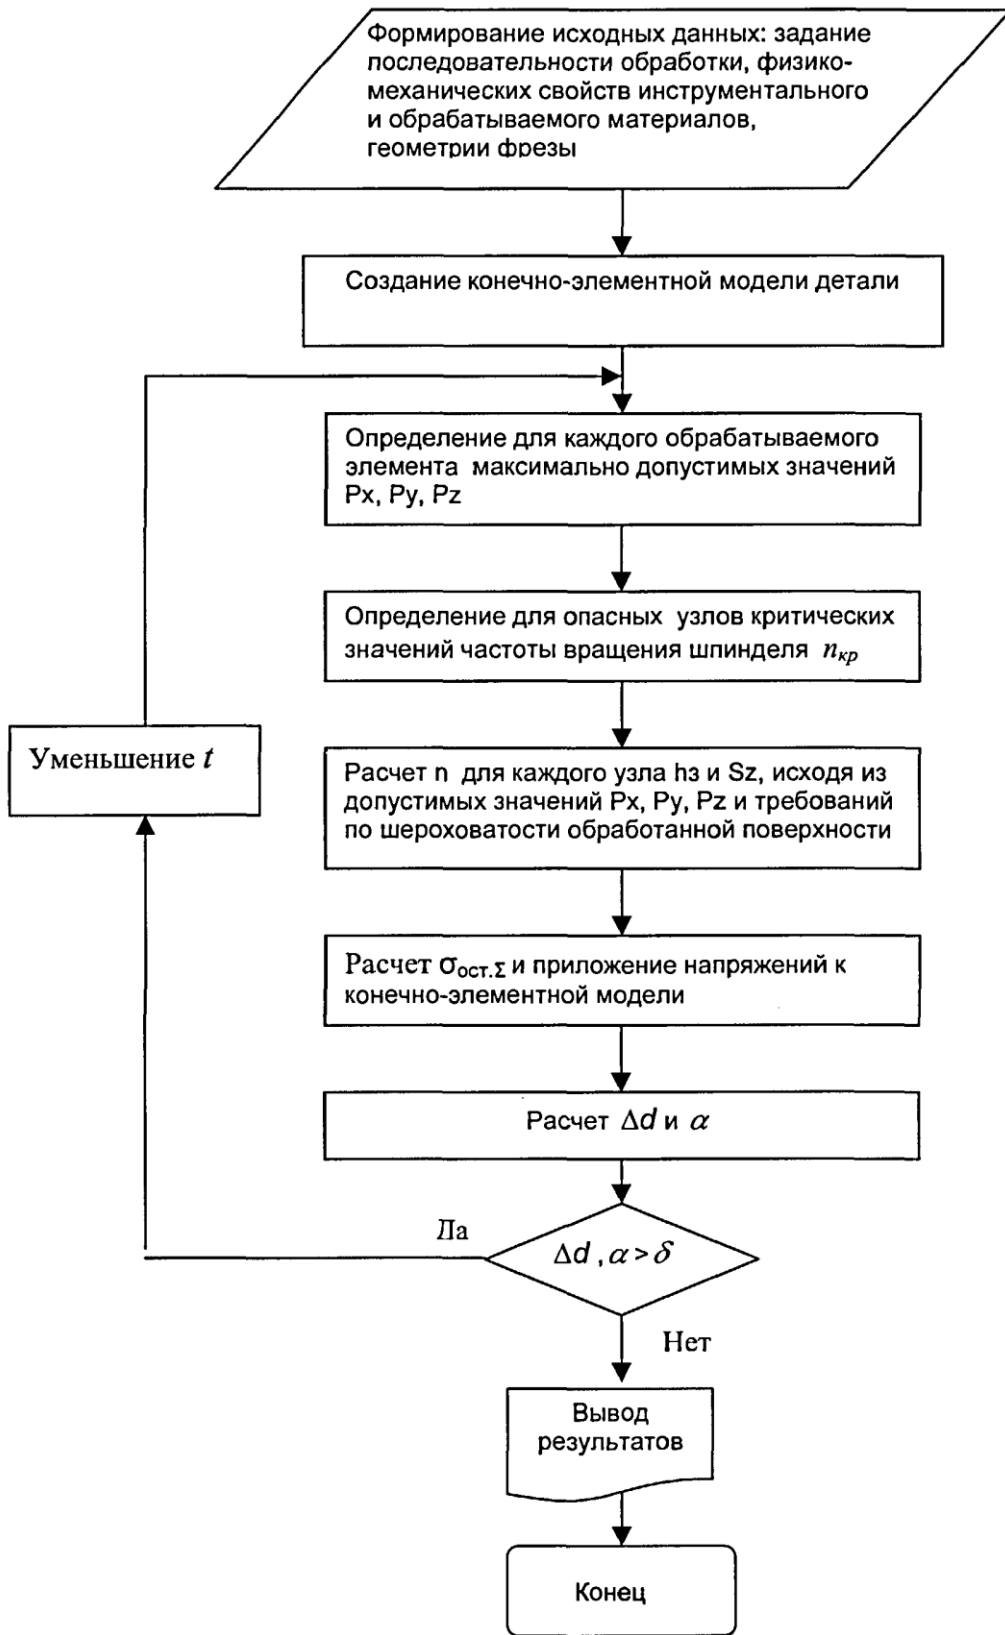 Формирование исходных данных: задание
последовательности обработки, физико-
механических свойств инструментального
и обрабатываемого материалов,
геометрии фрезы
Создание конечно-элементной модели детали
Определение для каждого обрабатываемого
элемента максимально допустимых значений
Px, Py, Pz
Определение для опасных узлов критических
значений частоты вращения шпинделя nкр
Уменьшение t
Расчет n для каждого узла hз и Sz, исходя из
допустимых значений Px, Py, Pz и требований
по шероховатости обработанной поверхности
Расчет σост.Σ и приложение напряжений к
конечно-элементной модели
Расчет Δd и α
Да
Δd , α > δ
Нет
Вывод
результатов
Конец